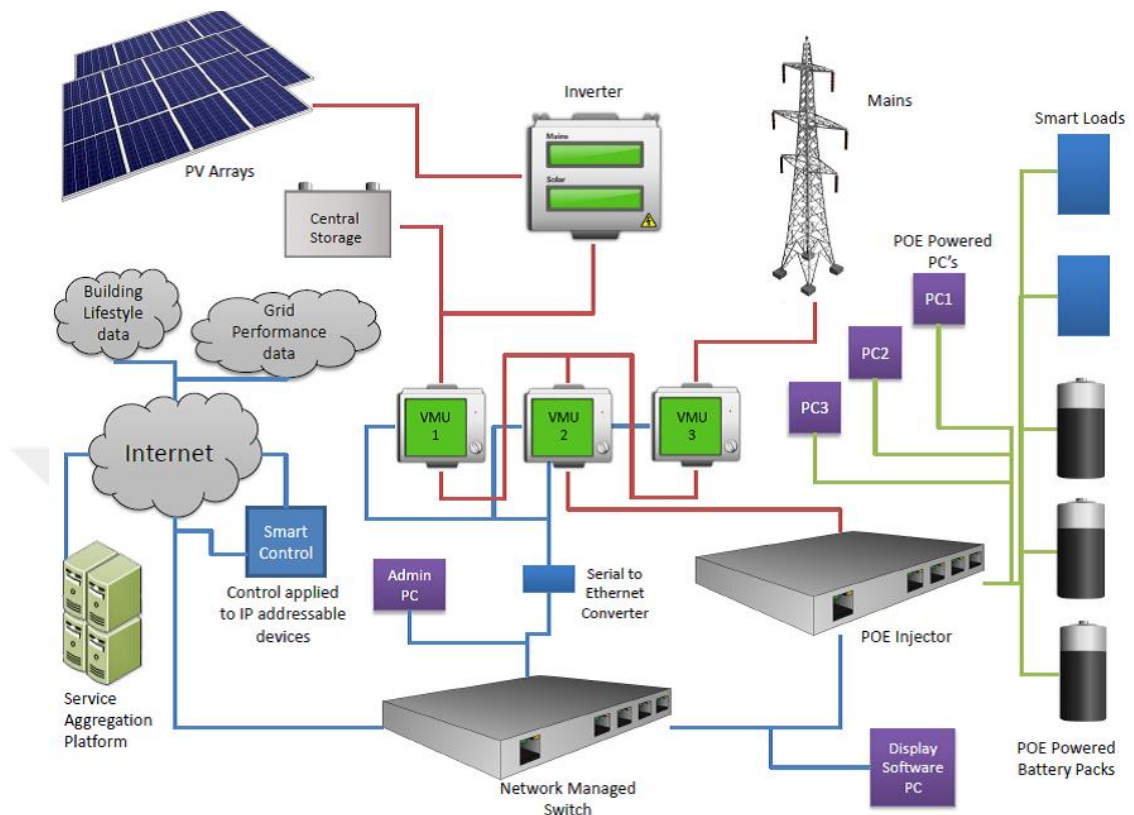 PV Arrays
Inverter
Mains
Solar
Mains
Smart Loads
Central
Storage
POE Powered
PC's
PC1
PC2
PC3
Building
Lifestyle
data
Grid
Performance
data
VMU
1
VMU
2
VMU
3
Internet
Smart
Control
Control applied
to IP addressable
devices
Admin
PC
Serial to
Ethernet
Converter
POE Injector
Service
Aggregation
Platform
Network Managed
Switch
Display
Software
PC
POE Powered
Battery Packs